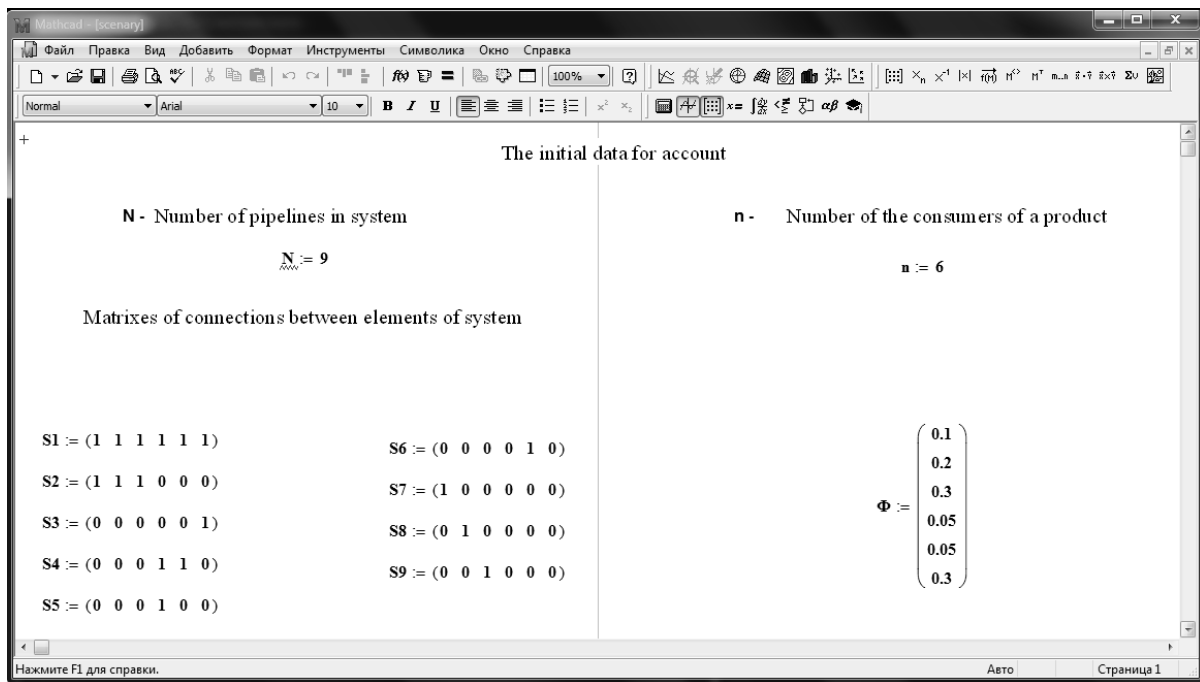 Mathcad - [scenary]
Файл Правка Вид Добавить Формат Инструменты Символика Окно Справка
100%
Normal Arial 10 B I U
The initial data for account
N - Number of pipelines in system
n - Number of the consumers of a product
N := 9
n := 6
Matrixes of connections between elements of system
S1 := (1 1 1 1 1 1)
S2 := (1 1 1 0 0 0)
S3 := (0 0 0 0 0 1)
S4 := (0 0 0 1 1 0)
S5 := (0 0 0 1 0 0)
S6 := (0 0 0 0 1 0)
S7 := (1 0 0 0 0 0)
S8 := (0 1 0 0 0 0)
S9 := (0 0 1 0 0 0)
Φ :=
0.1
0.2
0.3
0.05
0.05
0.3
Нажмите F1 для справки.
Авто
Страница 1